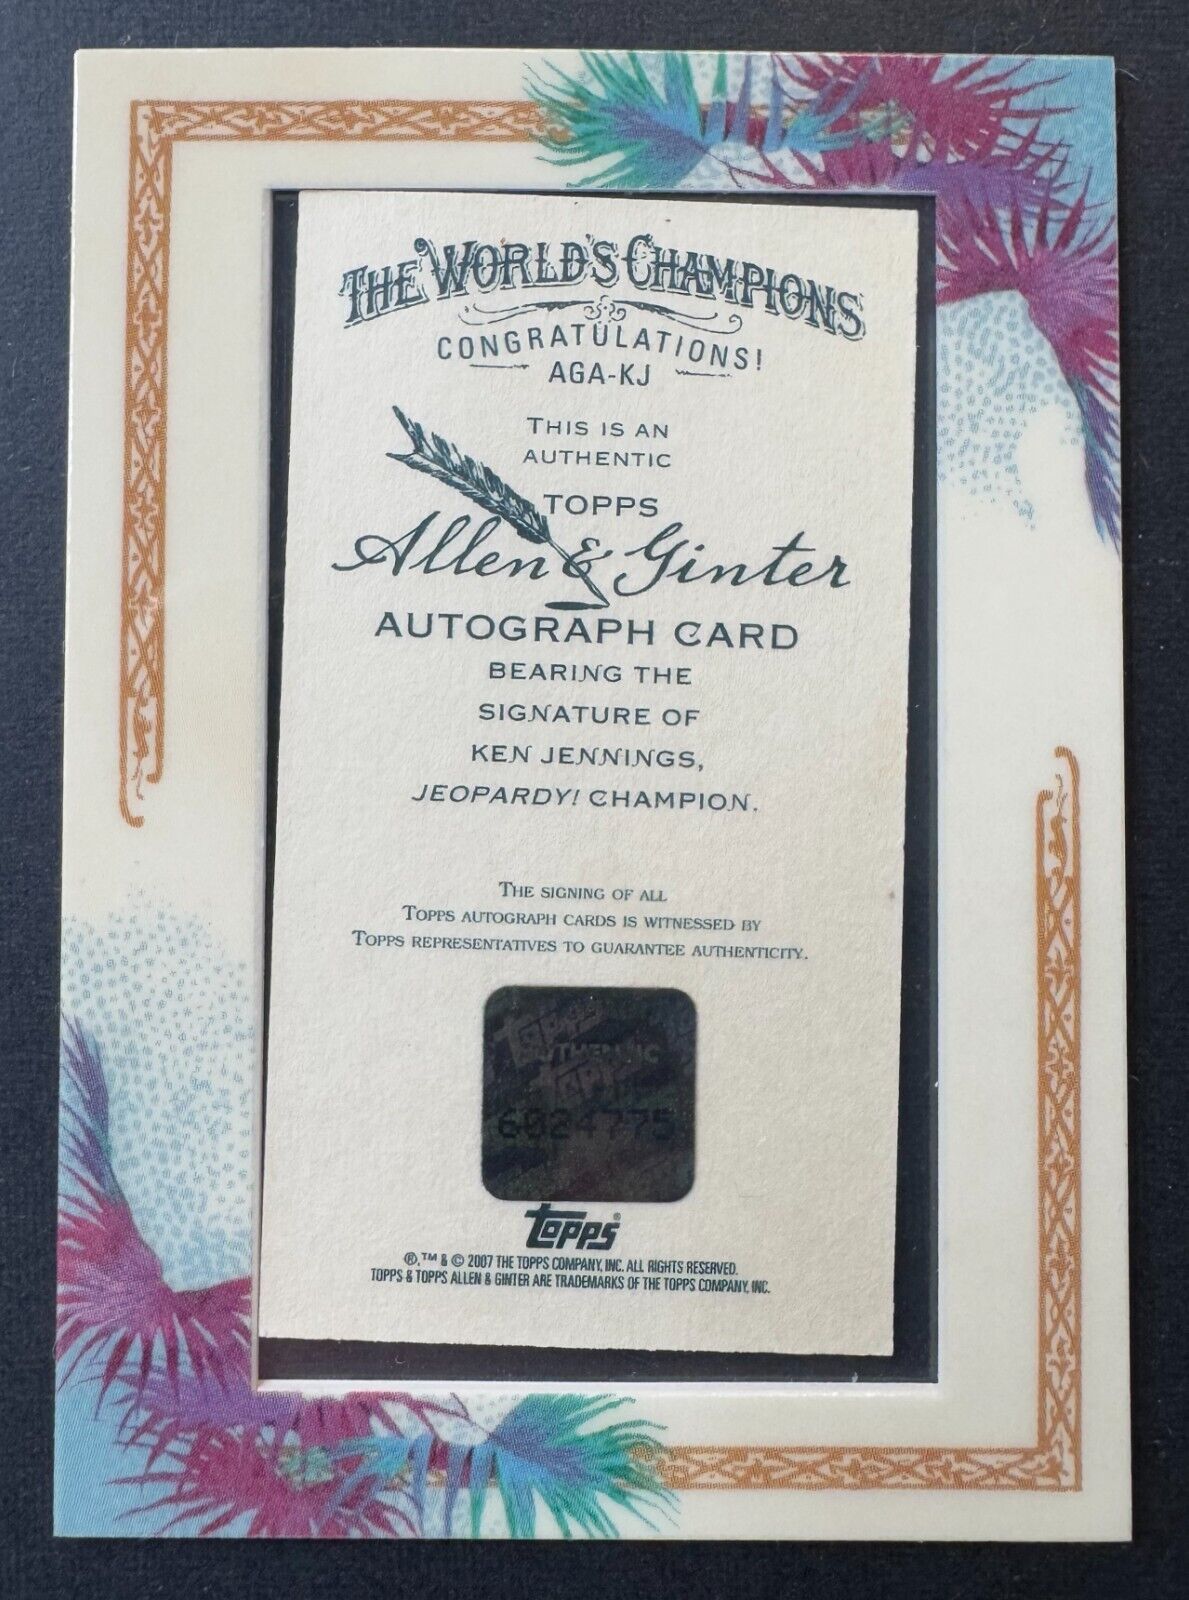 THE WORLD'S CHAMPIONS
CONGRATULATIONS!
AGA-KJ
THIS IS AN
AUTHENTIC
TOPPS
Allen & Ginter
AUTOGRAPH CARD
BEARING THE
SIGNATURE OF
KEN JENNINGS,
JEOPARDY! CHAMPION.
THE SIGNING OF ALL
TOPPS AUTOGRAPH CARDS IS WITNESSED BY
TOPPS REPRESENTATIVES TO GUARANTEE AUTHENTICITY.
Topps
AUTHENTIC
Topps
6024775
Topps®
®, ™ & © 2007 THE TOPPS COMPANY, INC. ALL RIGHTS RESERVED.
TOPPS & TOPPS ALLEN & GINTER ARE TRADEMARKS OF THE TOPPS COMPANY, INC.